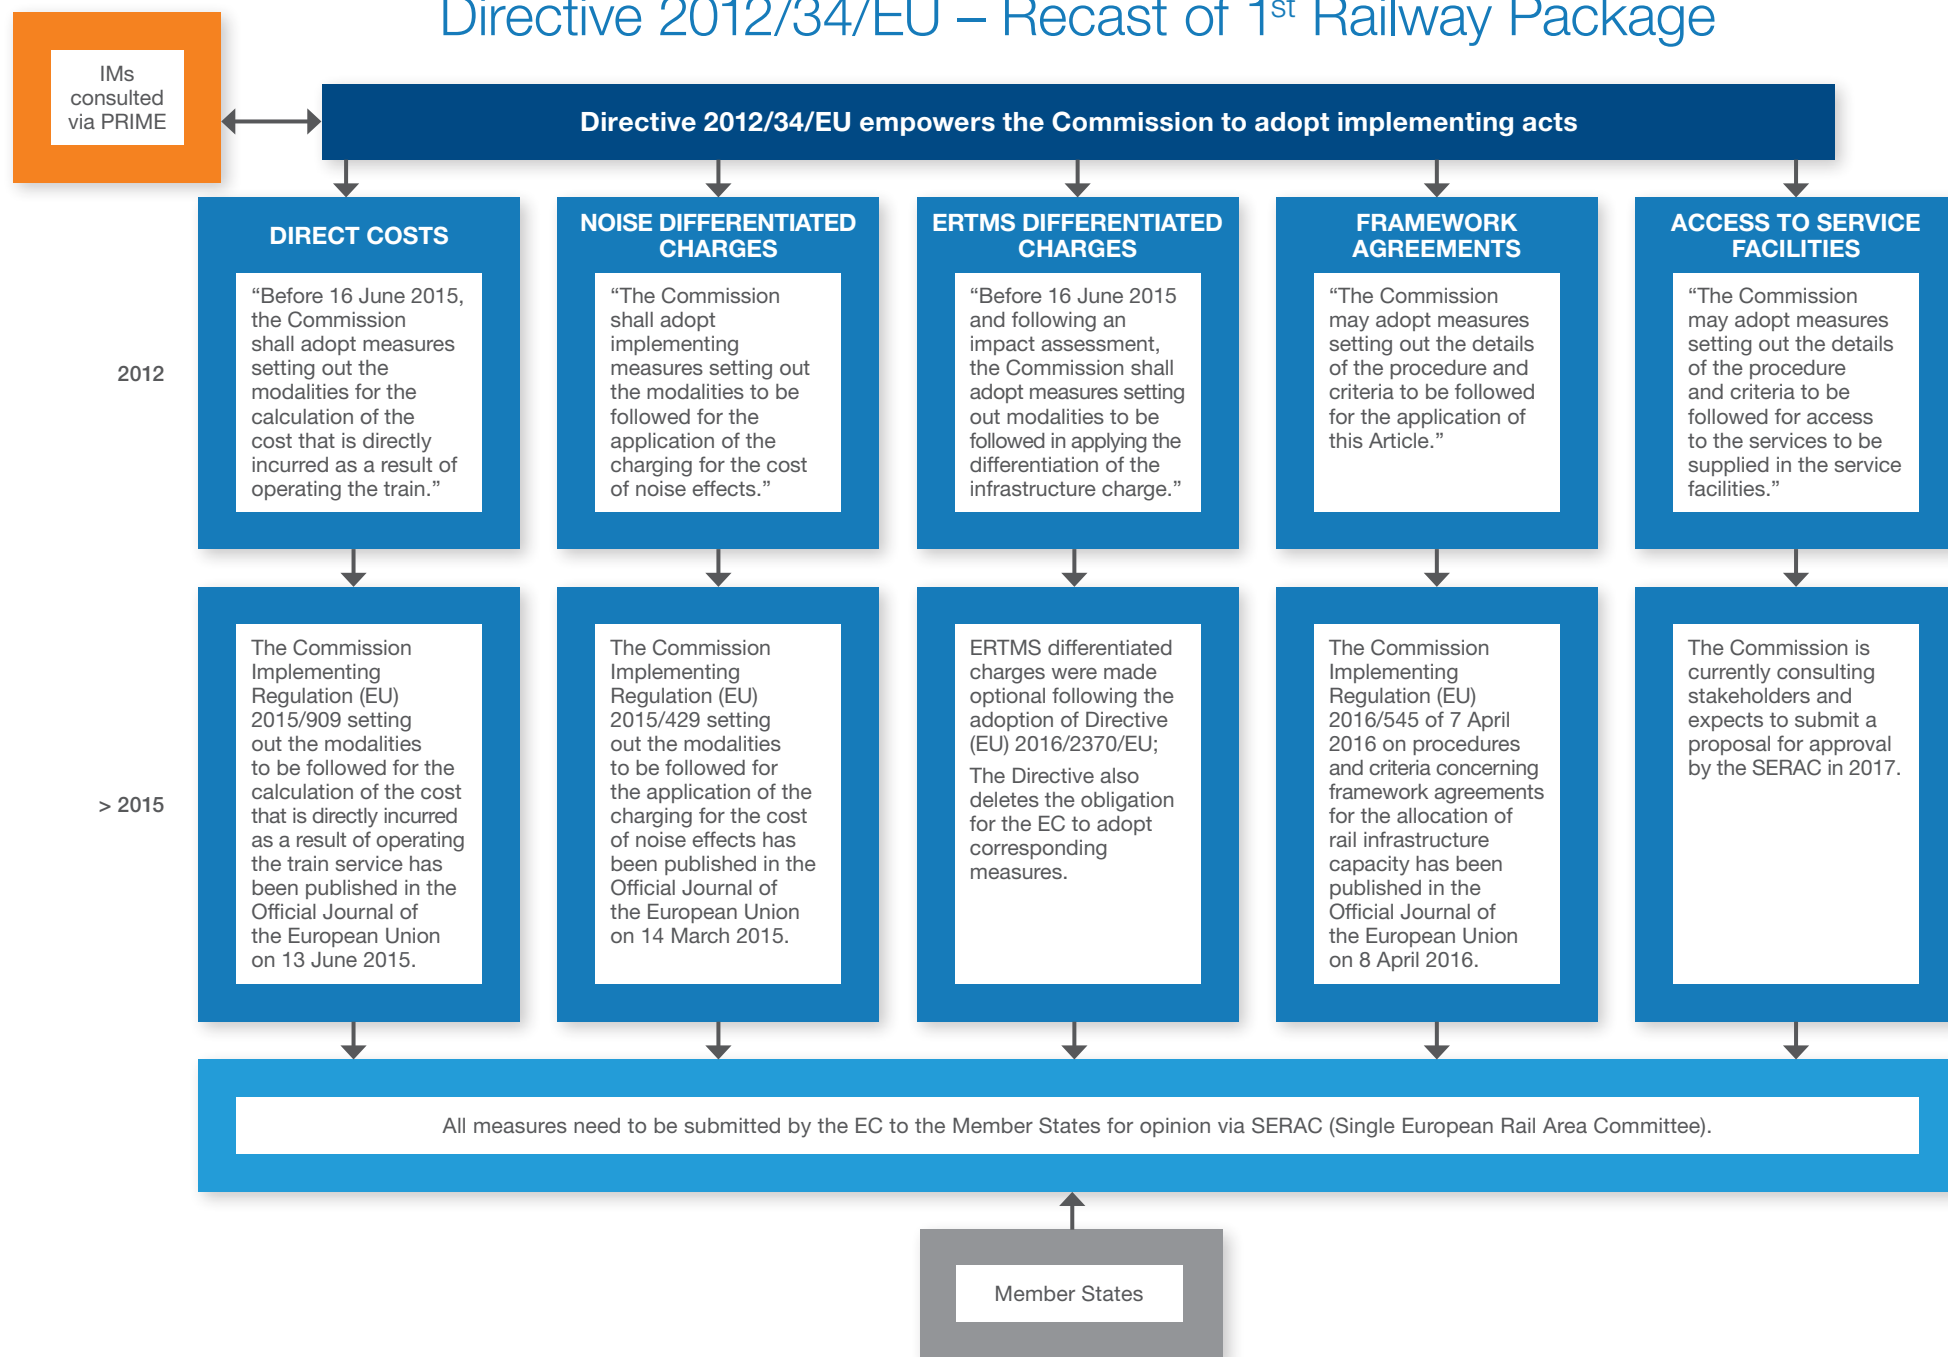 Directive 2012/34/EU – Recast of 1st Railway Package
IMs
consulted
via PRIME
Directive 2012/34/EU empowers the Commission to adopt implementing acts
2012
DIRECT COSTS
“Before 16 June 2015,
the Commission
shall adopt measures
setting out the
modalities for the
calculation of the
cost that is directly
incurred as a result of
operating the train.”
NOISE DIFFERENTIATED
CHARGES
“The Commission
shall adopt
implementing
measures setting out
the modalities to be
followed for the
application of the
charging for the cost
of noise effects.”
ERTMS DIFFERENTIATED
CHARGES
“Before 16 June 2015
and following an
impact assessment,
the Commission shall
adopt measures setting
out modalities to be
followed in applying the
differentiation of the
infrastructure charge.”
FRAMEWORK
AGREEMENTS
“The Commission
may adopt measures
setting out the details
of the procedure and
criteria to be followed
for the application of
this Article.”
ACCESS TO SERVICE
FACILITIES
“The Commission
may adopt measures
setting out the details
of the procedure
and criteria to be
followed for access
to the services to be
supplied in the service
facilities.”
> 2015
The Commission
Implementing
Regulation (EU)
2015/909 setting
out the modalities
to be followed for the
calculation of the cost
that is directly incurred
as a result of operating
the train service has
been published in the
Official Journal of
the European Union
on 13 June 2015.
The Commission
Implementing
Regulation (EU)
2015/429 setting
out the modalities
to be followed for
the application of the
charging for the cost
of noise effects has
been published in the
Official Journal of
the European Union
on 14 March 2015.
ERTMS differentiated
charges were made
optional following the
adoption of Directive
(EU) 2016/2370/EU;
The Directive also
deletes the obligation
for the EC to adopt
corresponding
measures.
The Commission
Implementing
Regulation (EU)
2016/545 of 7 April
2016 on procedures
and criteria concerning
framework agreements
for the allocation of
rail infrastructure
capacity has been
published in the
Official Journal of
the European Union
on 8 April 2016.
The Commission is
currently consulting
stakeholders and
expects to submit a
proposal for approval
by the SERAC in 2017.
All measures need to be submitted by the EC to the Member States for opinion via SERAC (Single European Rail Area Committee).
Member States